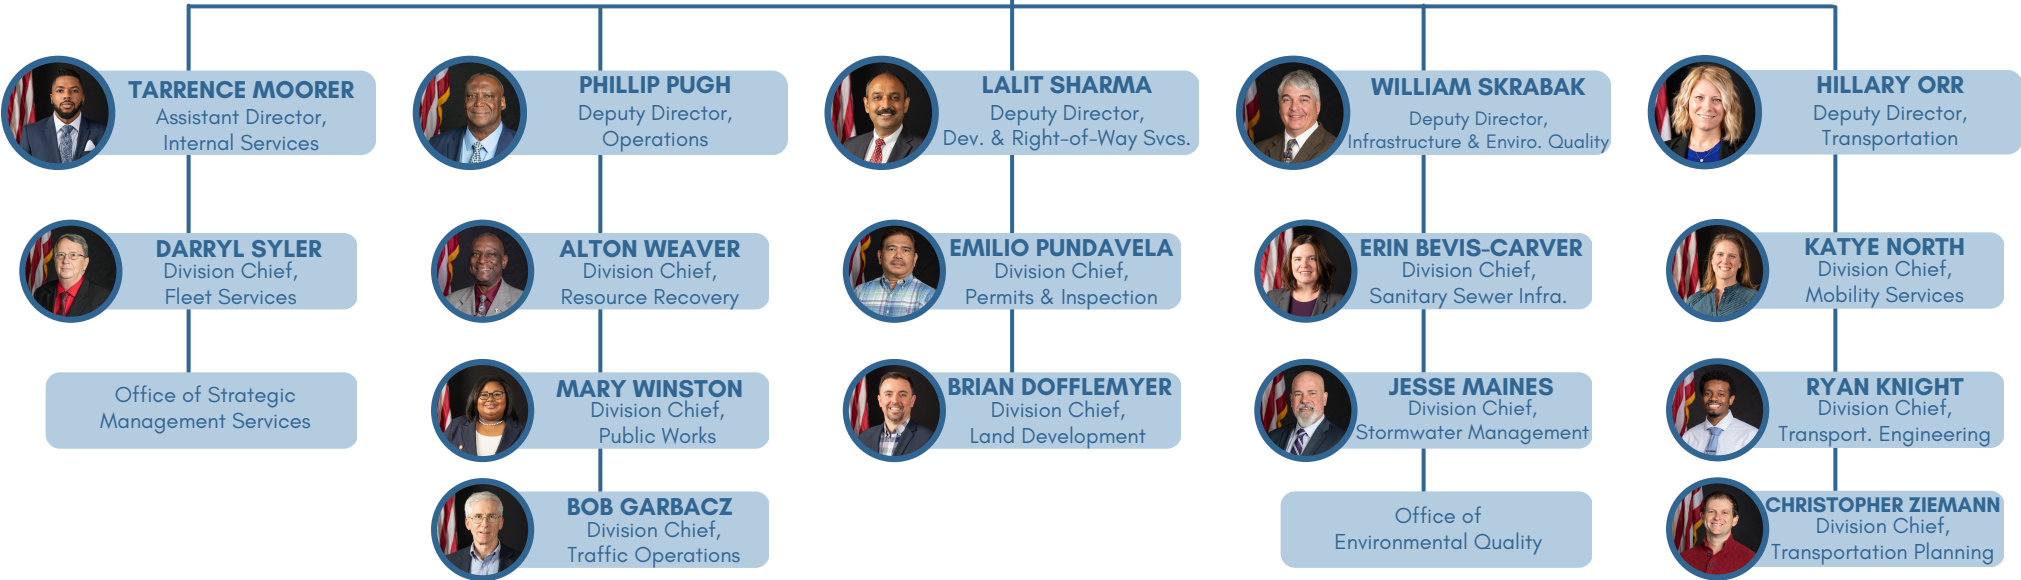 TARRENCE MOORER
Assistant Director,
Internal Services
PHILLIP PUGH
Deputy Director,
Operations
LALIT SHARMA
Deputy Director,
Dev. & Right-of-Way Svcs.
WILLIAM SKRABAK
Deputy Director,
Infrastructure & Enviro. Quality
HILLARY ORR
Deputy Director,
Transportation
DARRYL SYLER
Division Chief,
Fleet Services
ALTON WEAVER
Division Chief,
Resource Recovery
EMILIO PUNDAVELA
Division Chief,
Permits & Inspection
ERIN BEVIS-CARVER
Division Chief,
Sanitary Sewer Infra.
KATYE NORTH
Division Chief,
Mobility Services
Office of Strategic
Management Services
MARY WINSTON
Division Chief,
Public Works
BRIAN DOFFLEMYER
Division Chief,
Land Development
JESSE MAINES
Division Chief,
Stormwater Management
RYAN KNIGHT
Division Chief,
Transport. Engineering
BOB GARBACZ
Division Chief,
Traffic Operations
Office of
Environmental Quality
CHRISTOPHER ZIEMANN
Division Chief,
Transportation Planning